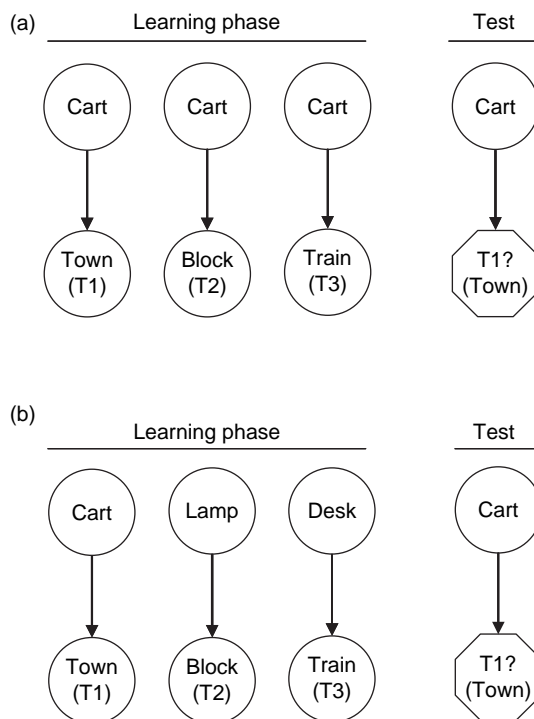 (a)
Learning phase Test
Cart Cart Cart Cart
Town Block Train T1?
(T1) (T2) (T3) (Town)
(b)
Learning phase Test
Cart Lamp Desk Cart
Town Block Train T1?
(T1) (T2) (T3) (Town)